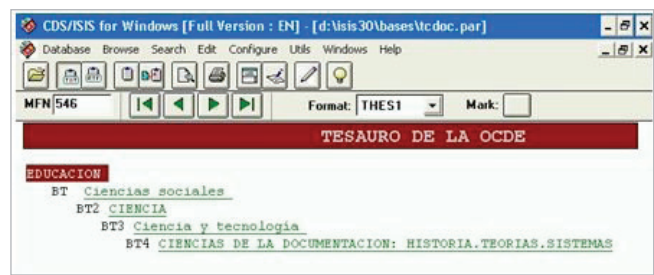 CDS/ISIS for Windows [Full Version : EN] - [d:\isis30\bases\tcdoc.par]
Database Browse Search Edit Configure Utils Windows Help
MFN 546 Format: THES1 Mark:
TESAURO DE LA OCDE
EDUCACION
BT Ciencias sociales
BT2 CIENCIA
BT3 Ciencia y tecnología
BT4 CIENCIAS DE LA DOCUMENTACION: HISTORIA.TEORIAS.SISTEMAS